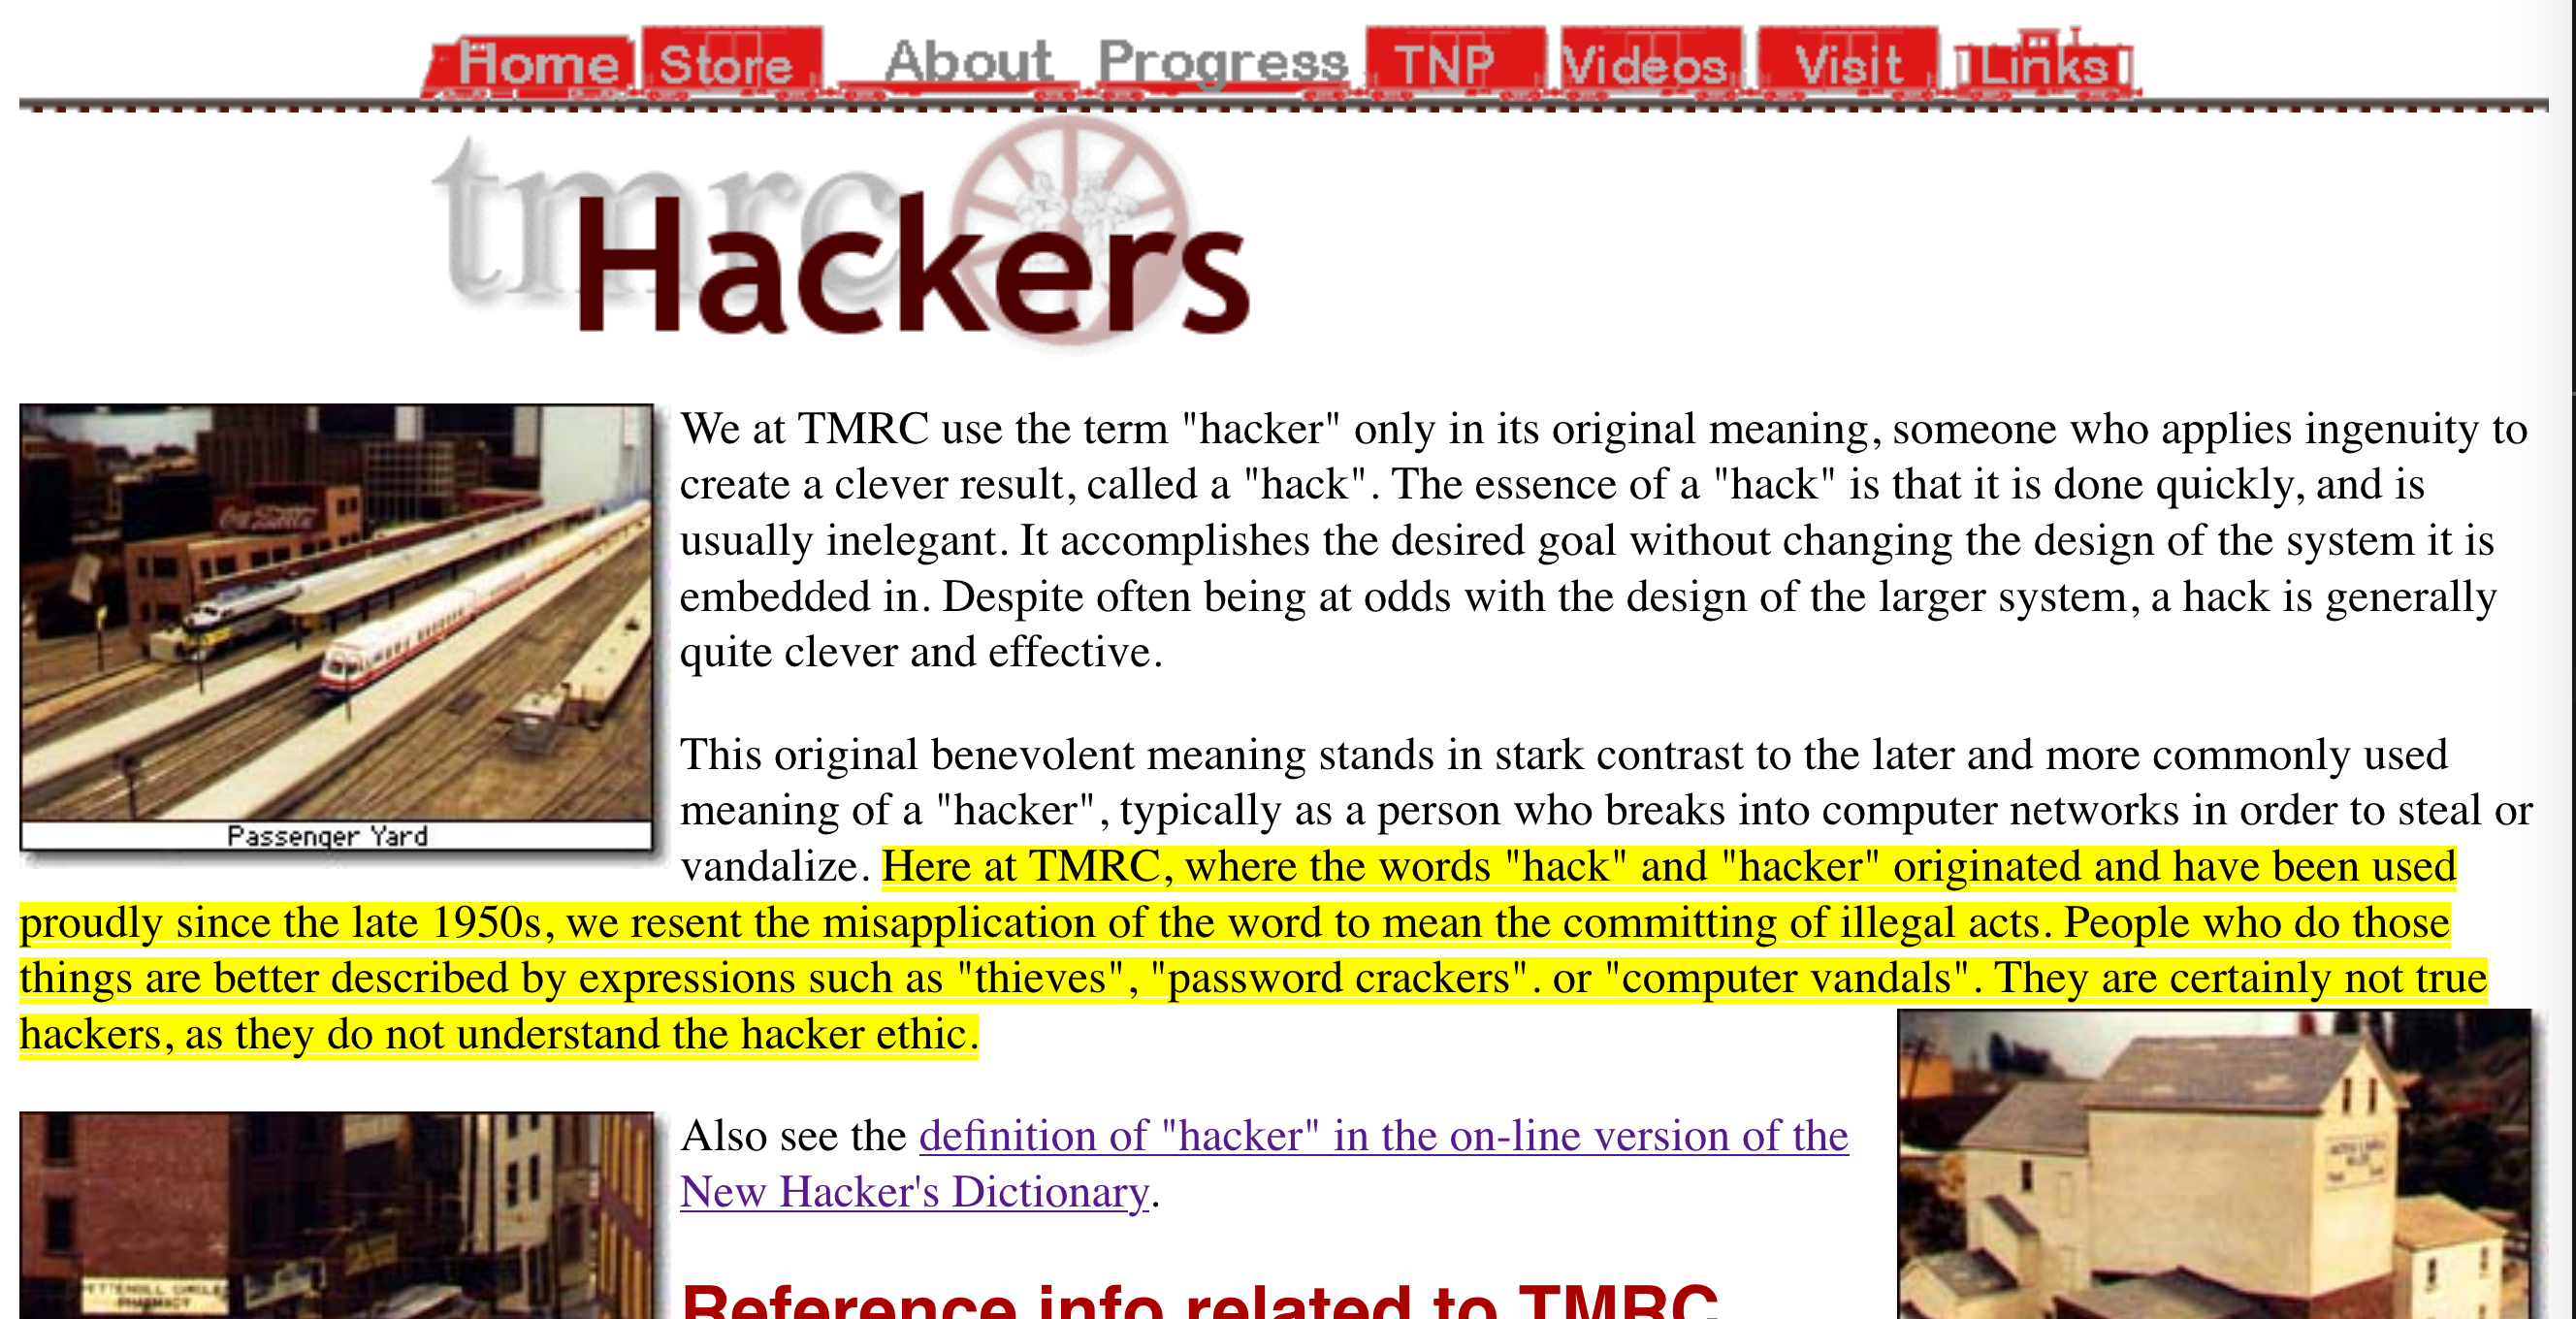 Home Store About Progress TNP Videos Visit Links
tmrc
Hackers
We at TMRC use the term "hacker" only in its original meaning, someone who applies ingenuity to
create a clever result, called a "hack". The essence of a "hack" is that it is done quickly, and is
usually inelegant. It accomplishes the desired goal without changing the design of the system it is
embedded in. Despite often being at odds with the design of the larger system, a hack is generally
quite clever and effective.
Coca-Cola
Passenger Yard
This original benevolent meaning stands in stark contrast to the later and more commonly used
meaning of a "hacker", typically as a person who breaks into computer networks in order to steal or
vandalize. Here at TMRC, where the words "hack" and "hacker" originated and have been used
proudly since the late 1950s, we resent the misapplication of the word to mean the committing of illegal acts. People who do those
things are better described by expressions such as "thieves", "password crackers". or "computer vandals". They are certainly not true
hackers, as they do not understand the hacker ethic.
Also see the definition of "hacker" in the on-line version of the
New Hacker's Dictionary.
PHARMACY
Reference info related to TMRC